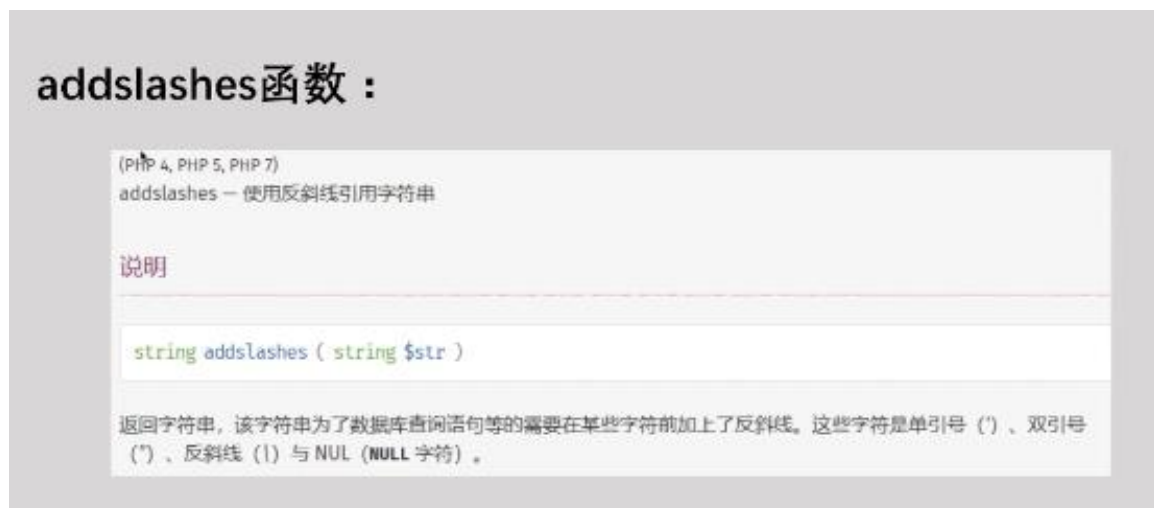 addslashes函数：
(PHP 4, PHP 5, PHP 7)
addslashes — 使用反斜线引用字符串
说明
string addslashes ( string $str )
返回字符串，该字符串为了数据库查询语句等的需要在某些字符前加上了反斜线。这些字符是单引号（'）、双引号
（"）、反斜线（\）与 NUL（NULL 字符）。